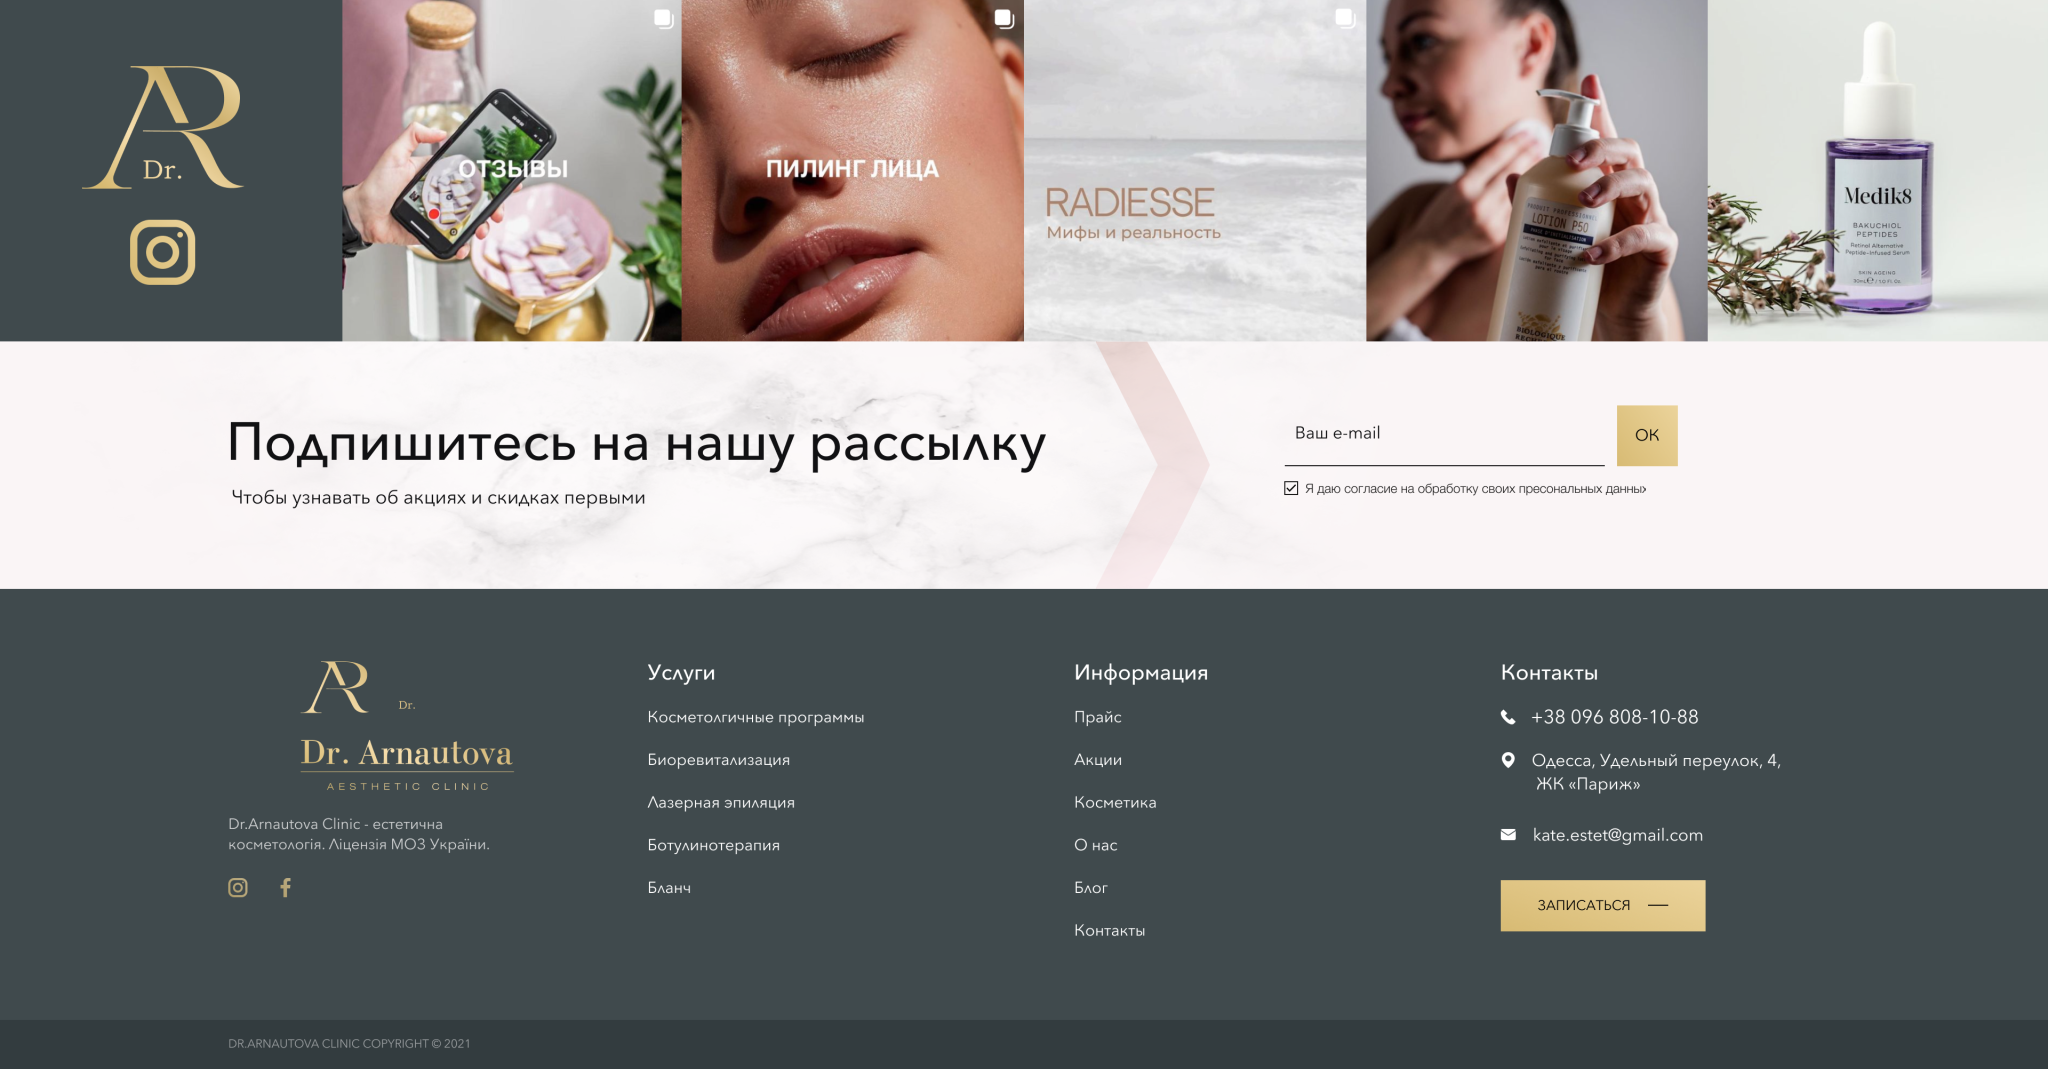 Dr.
ОТЗЫВЫ
ПИЛИНГ ЛИЦА
RADIESSE
Мифы и реальность
PRODUIT PROFESSIONNEL
LOTION P50
BIOLOGIQUE
Medik8
BAKUCHIOL
PEPTIDES
Retinol Alternative
Peptide-Infused Serum
SKIN AGEING
Подпишитесь на нашу рассылку
Чтобы узнавать об акциях и скидках первыми
Ваш e-mail
ОК
Я даю согласие на обработку своих пресональных данных
Dr.
Dr. Arnautova
AESTHETIC CLINIC
Dr.Arnautova Clinic - естетична
косметологія. Ліцензія МОЗ України.
Услуги
Косметолгичные программы
Биоревитализация
Лазерная эпиляция
Ботулинотерапия
Бланч
Информация
Прайс
Акции
Косметика
О нас
Блог
Контакты
Контакты
+38 096 808-10-88
Одесса, Удельный переулок, 4,
ЖК «Париж»
kate.estet@gmail.com
ЗАПИСАТЬСЯ
DR.ARNAUTOVA CLINIC COPYRIGHT © 2021